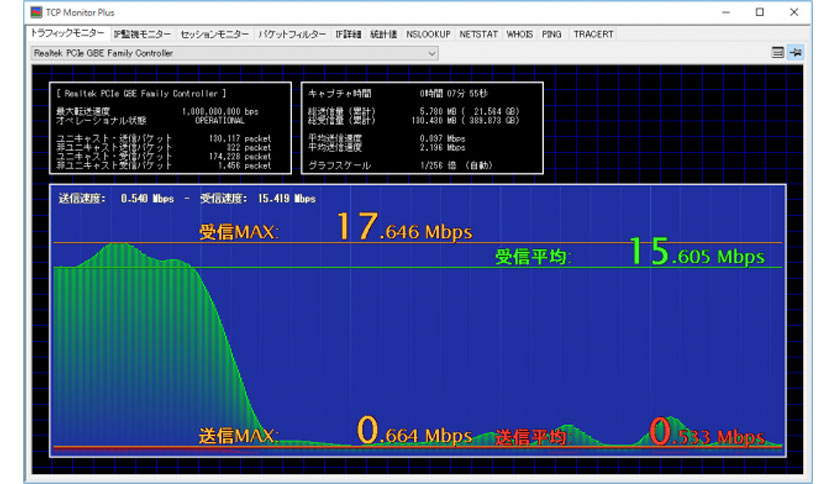 TCP Monitor Plus
トラフィックモニター IF監視モニター セッションモニター パケットフィルター IF詳細 統計値 NSLOOKUP NETSTAT WHOIS PING TRACERT
Realtek PCIe GBE Family Controller
[ Realtek PCIe GBE Family Controller ]
最大転送速度 1,000,000,000 bps
オペレーショナル状態 OPERATIONAL
ユニキャスト・送信パケット 130,117 packet
非ユニキャスト送信パケット 322 packet
ユニキャスト・受信パケット 174,228 packet
非ユニキャスト受信パケット 1,456 packet
キャプチャ時間 0時間 07分 55秒
総送信量 (累計) 5.780 MB ( 21.564 GB)
総受信量 (累計) 130.430 MB ( 389.873 GB)
平均送信速度 0.097 Mbps
平均受信速度 2.196 Mbps
グラフスケール 1/256 倍 (自動)
送信速度: 0.540 Mbps - 受信速度: 15.419 Mbps
受信MAX: 17.646 Mbps
受信平均: 15.605 Mbps
送信MAX: 0.664 Mbps
送信平均: 0.533 Mbps